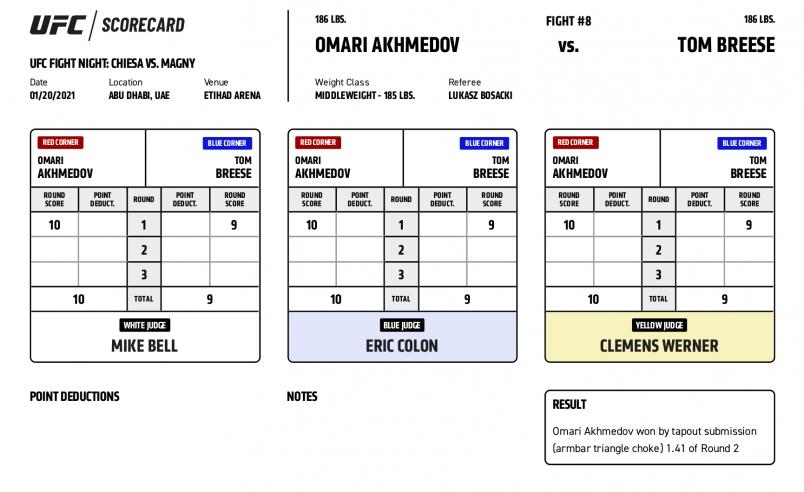 UFC / SCORECARD
UFC FIGHT NIGHT: CHIESA VS. MAGNY
Date Location Venue
01/20/2021 ABU DHABI, UAE ETIHAD ARENA
186 LBS. FIGHT #8 186 LBS.
OMARI AKHMEDOV vs. TOM BREESE
Weight Class Referee
MIDDLEWEIGHT - 185 LBS. LUKASZ BOSACKI
RED CORNER BLUE CORNER
OMARI TOM
AKHMEDOV BREESE
ROUND POINT ROUND POINT ROUND
SCORE DEDUCT. DEDUCT. SCORE
10 1 9
2
3
10 TOTAL 9
WHITE JUDGE
MIKE BELL
RED CORNER BLUE CORNER
OMARI TOM
AKHMEDOV BREESE
ROUND POINT ROUND POINT ROUND
SCORE DEDUCT. DEDUCT. SCORE
10 1 9
2
3
10 TOTAL 9
BLUE JUDGE
ERIC COLON
RED CORNER BLUE CORNER
OMARI TOM
AKHMEDOV BREESE
ROUND POINT ROUND POINT ROUND
SCORE DEDUCT. DEDUCT. SCORE
10 1 9
2
3
10 TOTAL 9
YELLOW JUDGE
CLEMENS WERNER
POINT DEDUCTIONS
NOTES
RESULT
Omari Akhmedov won by tapout submission
(armbar triangle choke) 1.41 of Round 2